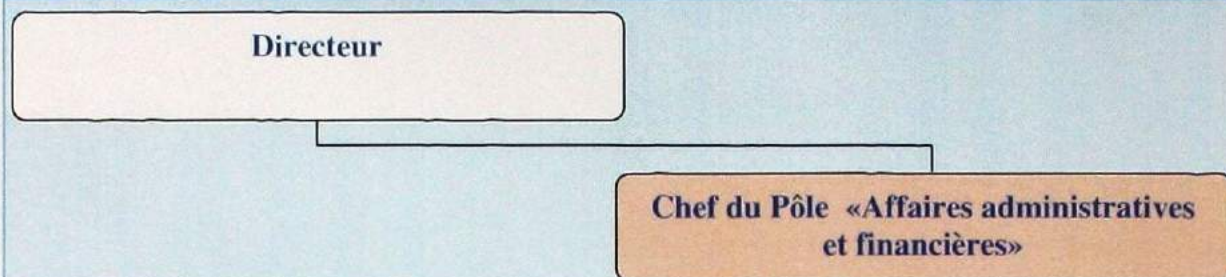 Directeur
Chef du Pôle «Affaires administratives
et financières»